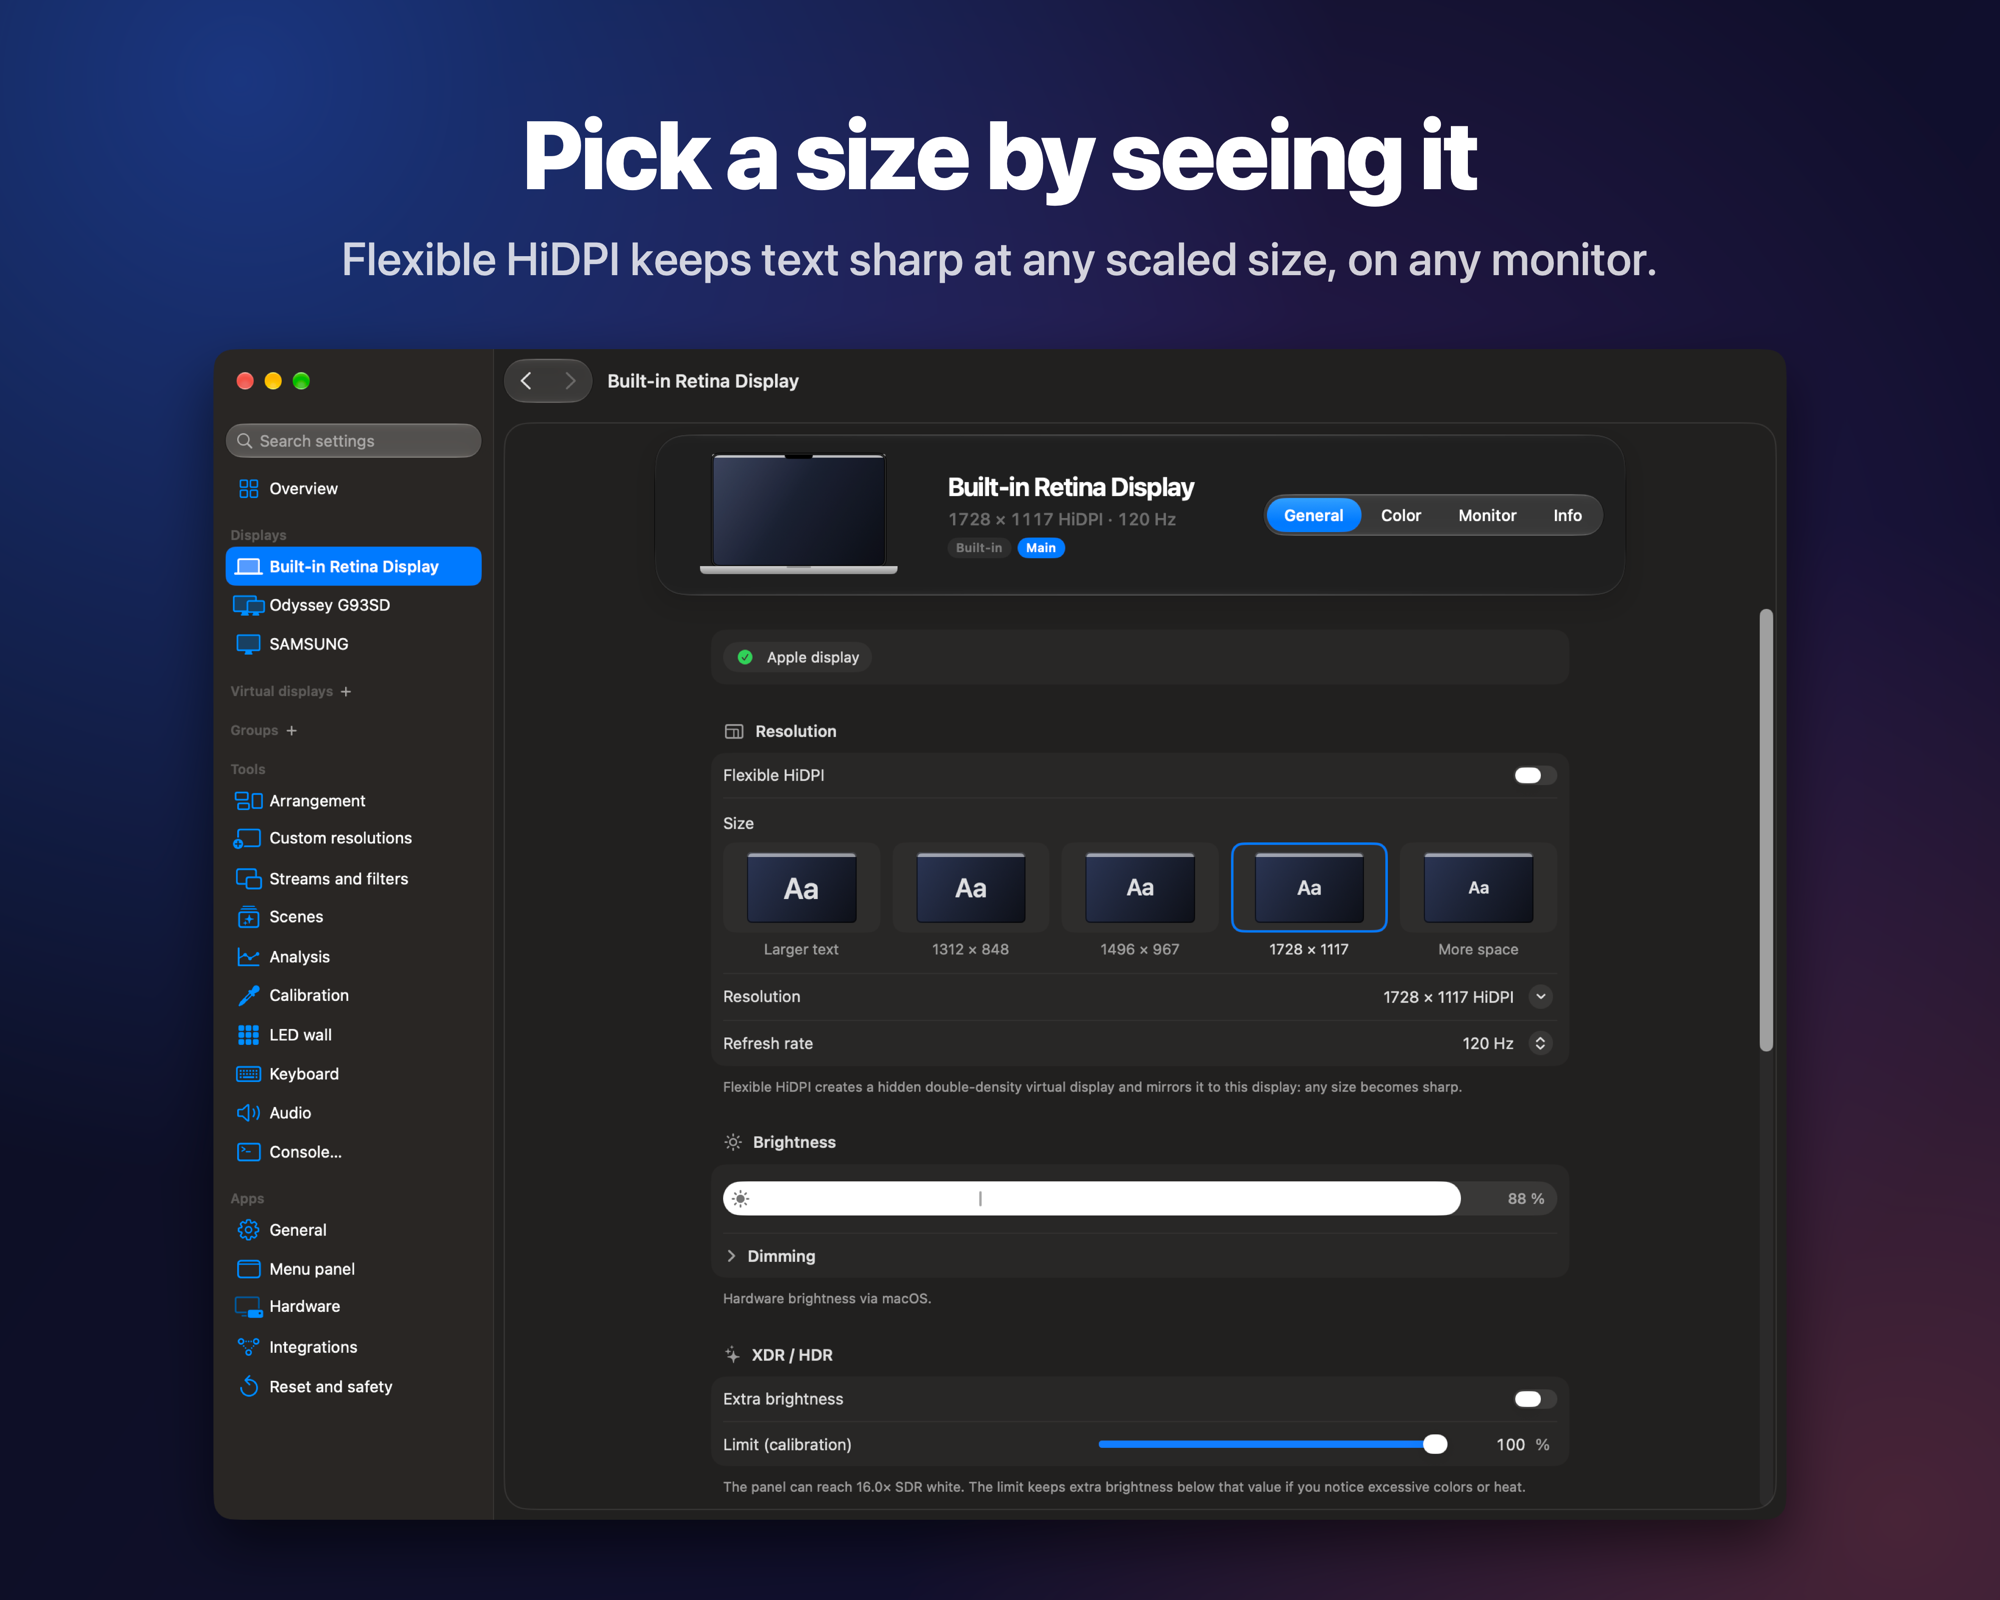 Pick a size by seeing it
Flexible HiDPI keeps text sharp at any scaled size, on any monitor.
Built-in Retina Display
Search settings
Overview
Displays
Built-in Retina Display
Odyssey G93SD
SAMSUNG
Virtual displays +
Groups +
Tools
Arrangement
Custom resolutions
Streams and filters
Scenes
Analysis
Calibration
LED wall
Keyboard
Audio
Console...
Apps
General
Menu panel
Hardware
Integrations
Reset and safety
Built-in Retina Display
1728 × 1117 HiDPI · 120 Hz
Built-in Main
General Color Monitor Info
Apple display
Resolution
Flexible HiDPI
Size
Aa Aa Aa Aa Aa
Larger text 1312 × 848 1496 × 967 1728 × 1117 More space
Resolution 1728 × 1117 HiDPI
Refresh rate 120 Hz
Flexible HiDPI creates a hidden double-density virtual display and mirrors it to this display: any size becomes sharp.
Brightness
88 %
Dimming
Hardware brightness via macOS.
XDR / HDR
Extra brightness
Limit (calibration) 100 %
The panel can reach 16.0× SDR white. The limit keeps extra brightness below that value if you notice excessive colors or heat.